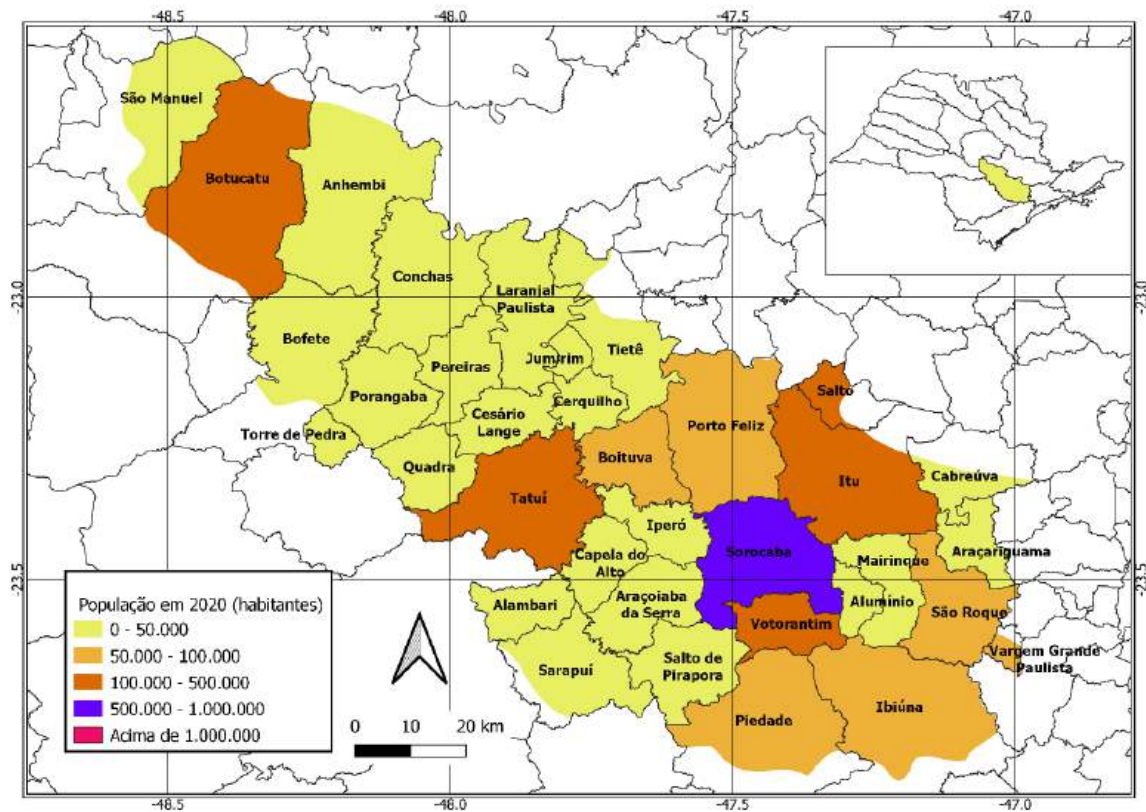 -48.5 -48.0 -47.5 -47.0
São Manuel
Botucatu
Anhembi
Conchas
Laranjal
Paulista
-23.0 -23.0
Bofete
Jumirim
Tietê
Pereiras
Porangaba
Cerquilho
Cesário
Lange
Torre de Pedra
Quadra
Porto Feliz
Salto
Boituva
Itu
Cabreúva
Tatuí
Iperó
Sorocaba
Capela do
Alto
Mairinque
Araçariguama
-23.5
Alambari
Araçoiaba
da Serra
Alumínio
São Roque
Votorantim
Vargem Grande
Paulista
Sarapuí
Salto de
Pirapora
Piedade
Ibiúna
População em 2020 (habitantes)
0 - 50.000
50.000 - 100.000
100.000 - 500.000
500.000 - 1.000.000
Acima de 1.000.000
0 10 20 km
-48.5 -48.0 -47.5 -47.0